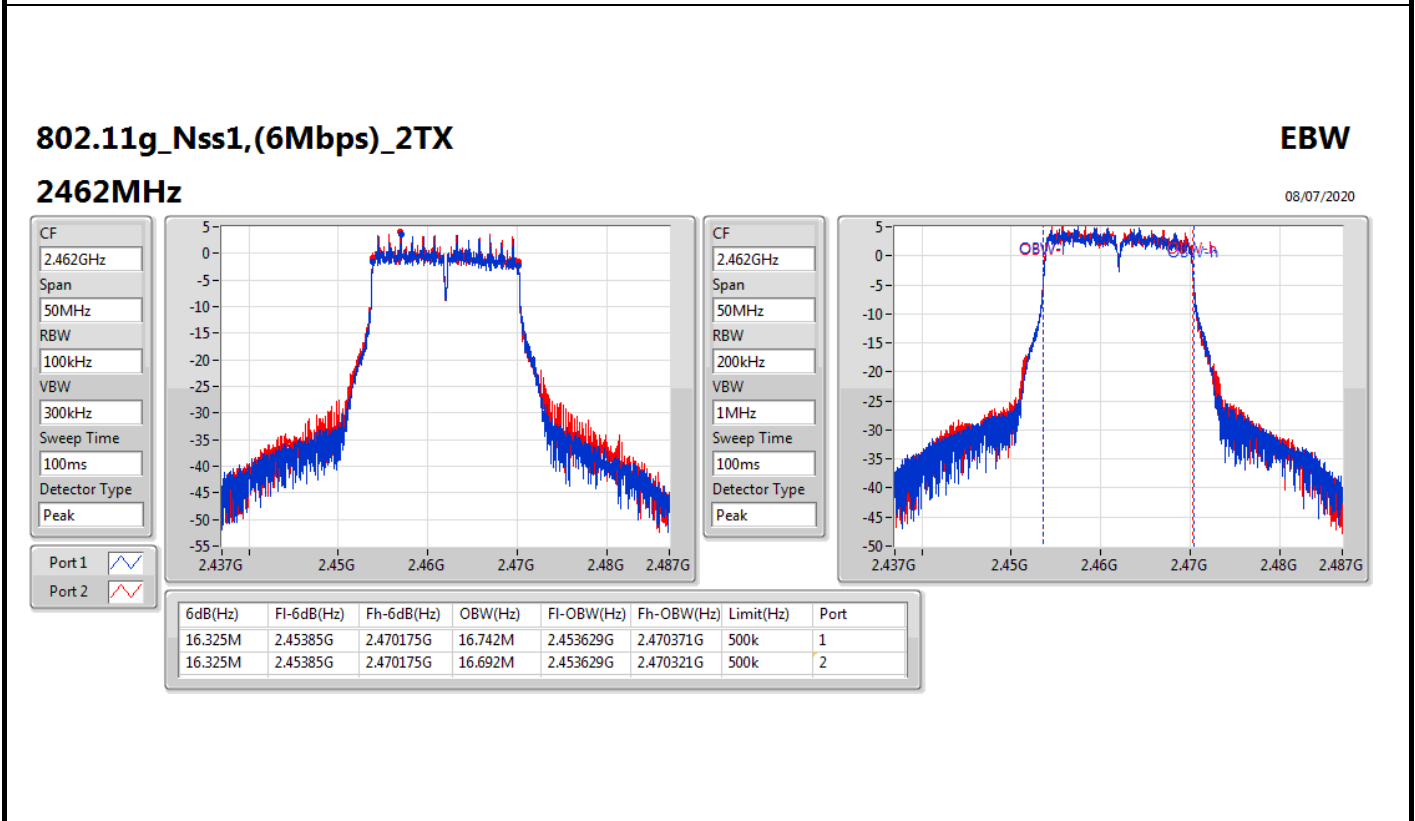 802.11g_Nss1,(6Mbps)_2TX
EBW
2462MHz
08/07/2020
CF
2.462GHz
Span
50MHz
RBW
100kHz
VBW
300kHz
Sweep Time
100ms
Detector Type
Peak
Port 1
Port 2
5
0
-5
-10
-15
-20
-25
-30
-35
-40
-45
-50
-55
2.437G 2.45G 2.46G 2.47G 2.48G 2.487G
CF
2.462GHz
Span
50MHz
RBW
200kHz
VBW
1MHz
Sweep Time
100ms
Detector Type
Peak
5
0
-5
-10
-15
-20
-25
-30
-35
-40
-45
-50
OBW-l OBW-h
2.437G 2.45G 2.46G 2.47G 2.48G 2.487G
6dB(Hz) Fl-6dB(Hz) Fh-6dB(Hz) OBW(Hz) Fl-OBW(Hz) Fh-OBW(Hz) Limit(Hz) Port
16.325M 2.45385G 2.470175G 16.742M 2.453629G 2.470371G 500k 1
16.325M 2.45385G 2.470175G 16.692M 2.453629G 2.470321G 500k 2